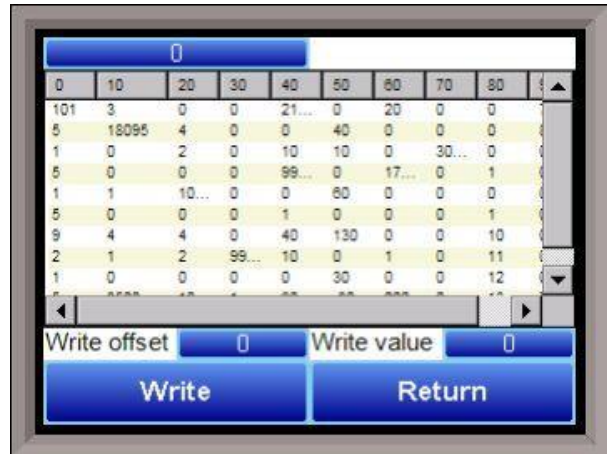 0
0 10 20 30 40 50 60 70 80
101 3 0 0 21... 0 20 0 0
5 18095 4 0 0 40 0 0 0
1 0 2 0 10 10 0 30... 0
5 0 0 0 99... 0 17... 0 1
1 1 10... 0 0 60 0 0 0
5 0 0 0 1 0 0 0 1
9 4 4 0 40 130 0 0 10
2 1 2 99... 10 0 1 0 11
1 0 0 0 0 30 0 0 12
Write offset 0 Write value 0
Write Return